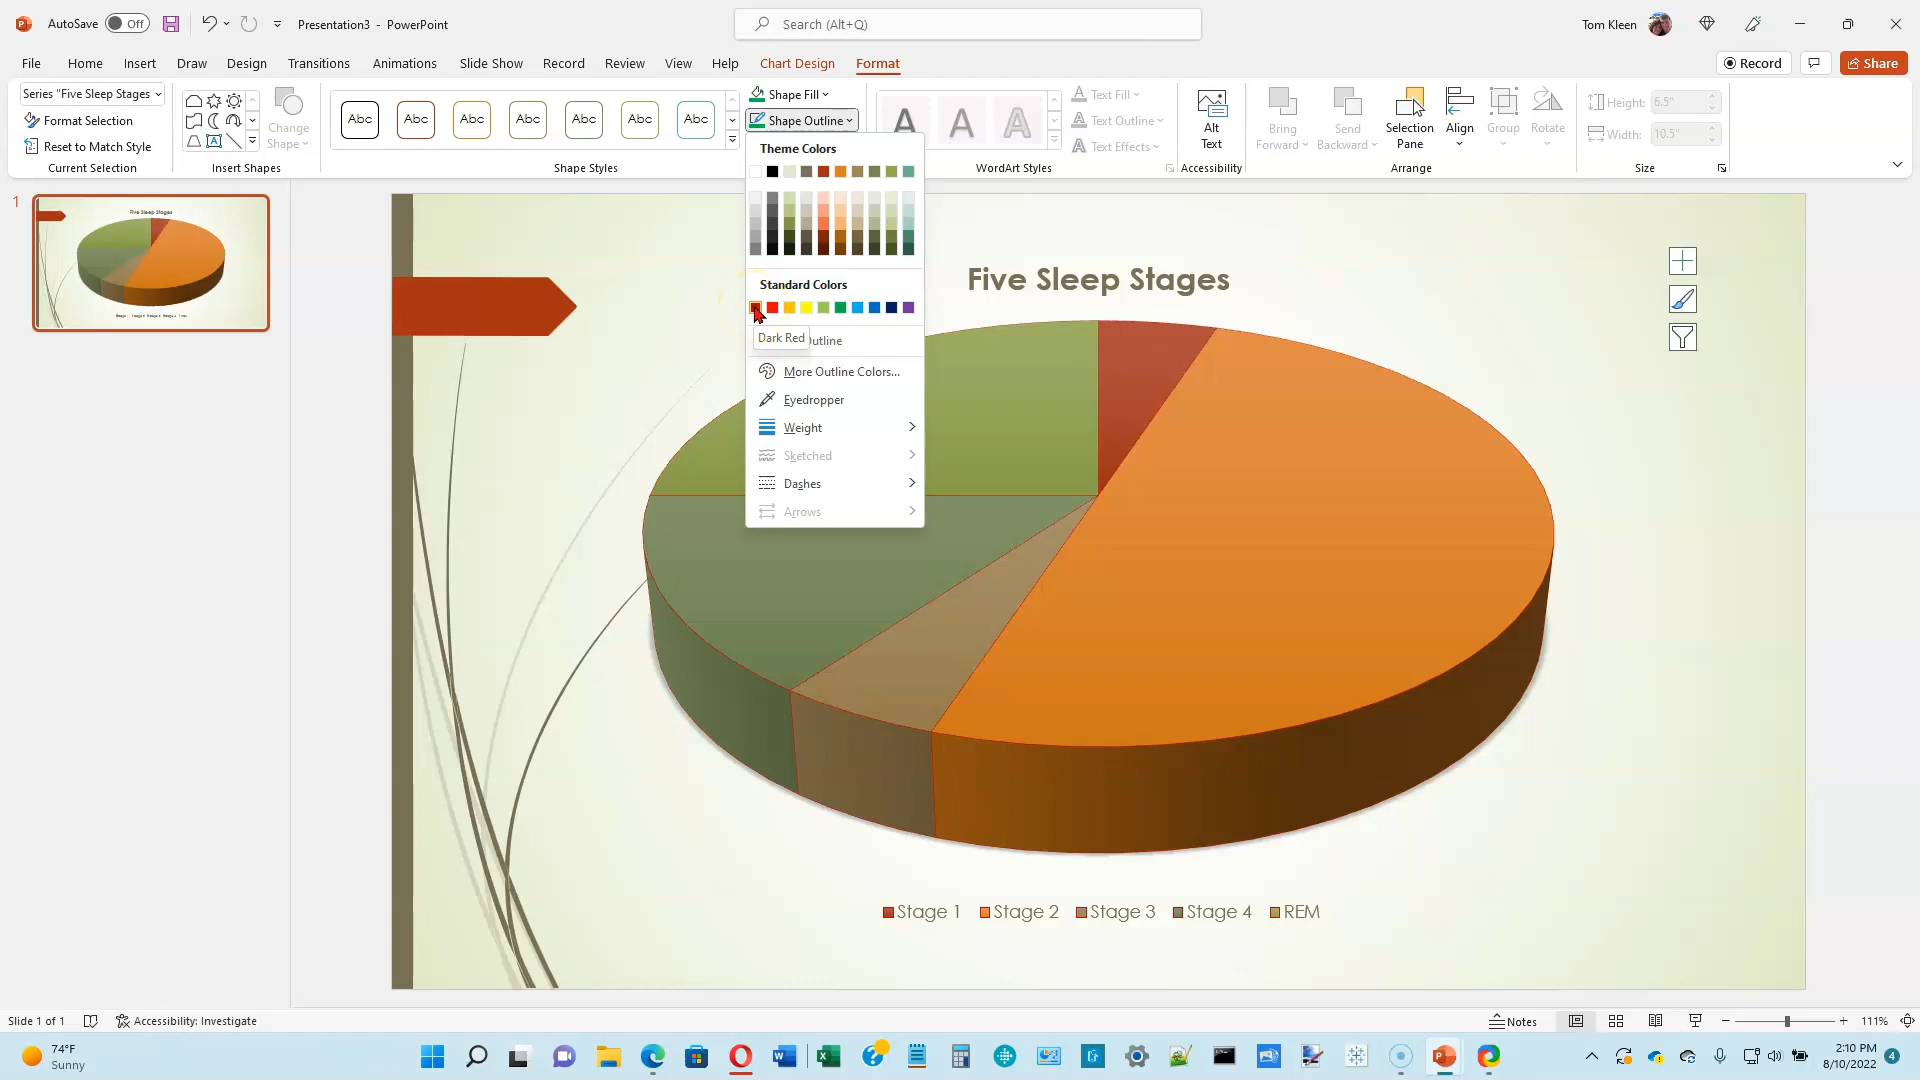 AutoSave Off Presentation3 - PowerPoint Search (Alt+Q) Tom Kleen
File Home Insert Draw Design Transitions Animations Slide Show Record Review View Help Chart Design Format Record Share
Series "Five Sleep Stages
Format Selection
Reset to Match Style
Current Selection
Change
Shape
Insert Shapes
Abc Abc Abc Abc Abc Abc Abc
Shape Styles
Shape Fill
Shape Outline
A A A
WordArt Styles
Text Fill
Text Outline
Text Effects
Alt
Text
Accessibility
Bring
Forward
Send
Backward
Selection
Pane
Align
Group
Rotate
Arrange
Height: 6.5"
Width: 10.5"
Size
Theme Colors
Standard Colors
Dark Red
utline
More Outline Colors...
Eyedropper
Weight
Sketched
Dashes
Arrows
1
Five Sleep Stages
Five Sleep Stages
Stage 1 Stage 2 Stage 3 Stage 4 REM
Slide 1 of 1 Accessibility: Investigate Notes 111%
74°F
Sunny
2:10 PM
8/10/2022
4